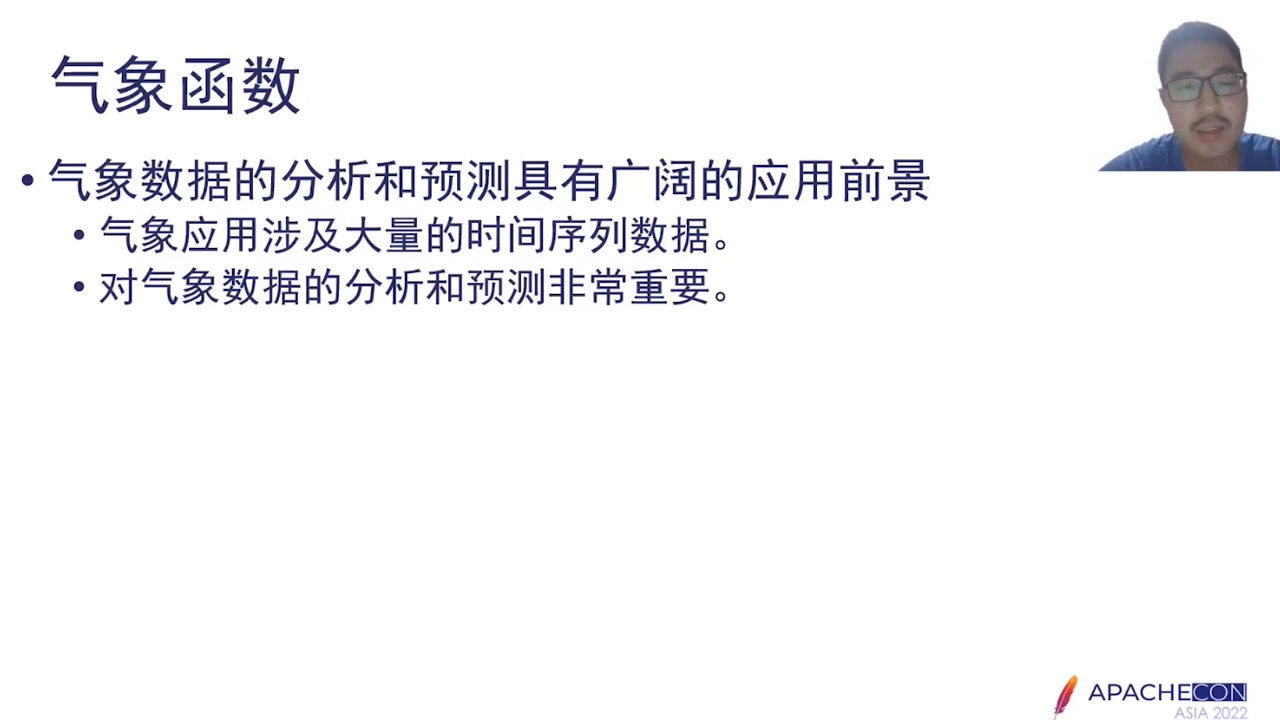 气象函数
• 气象数据的分析和预测具有广阔的应用前景
• 气象应用涉及大量的时间序列数据。
• 对气象数据的分析和预测非常重要。
APACHECON
ASIA 2022